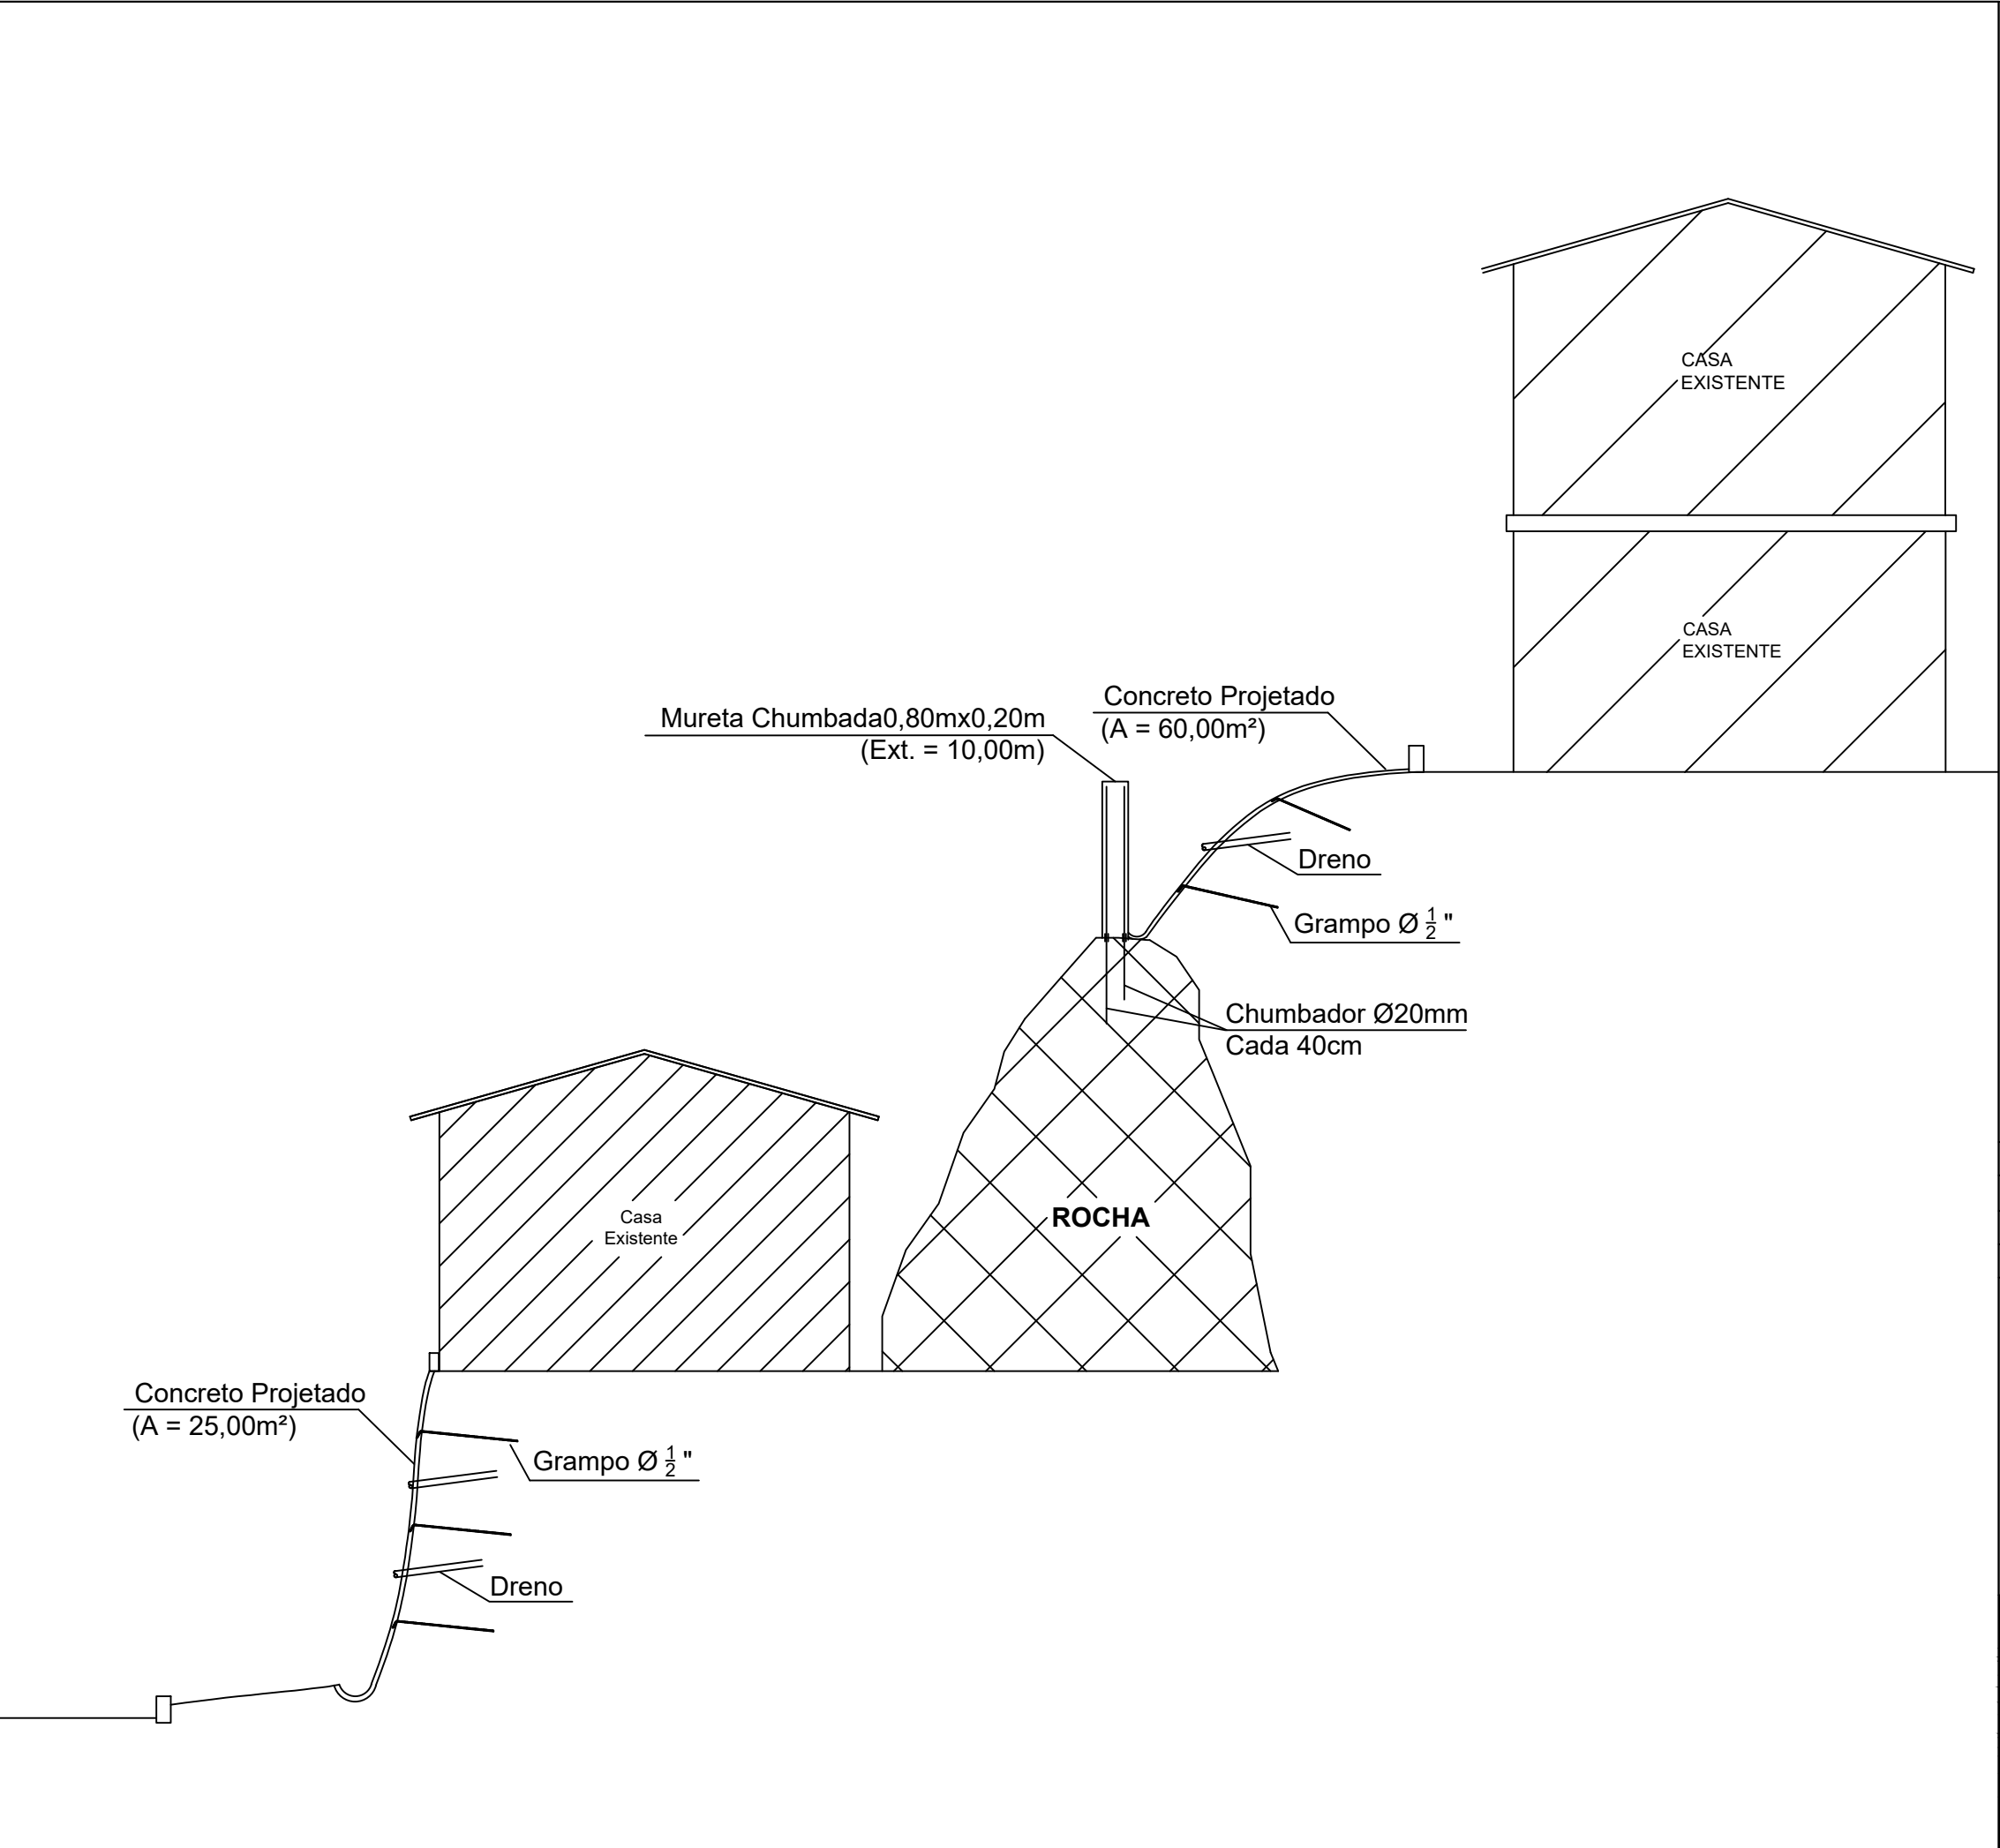 CASA
EXISTENTE
CASA
EXISTENTE
Concreto Projetado
(A = 60,00m²)
Mureta Chumbada0,80mx0,20m
(Ext. = 10,00m)
Dreno
Grampo Ø ½ "
Chumbador Ø20mm
Cada 40cm
ROCHA
Casa
Existente
Concreto Projetado
(A = 25,00m²)
Grampo Ø ½ "
Dreno